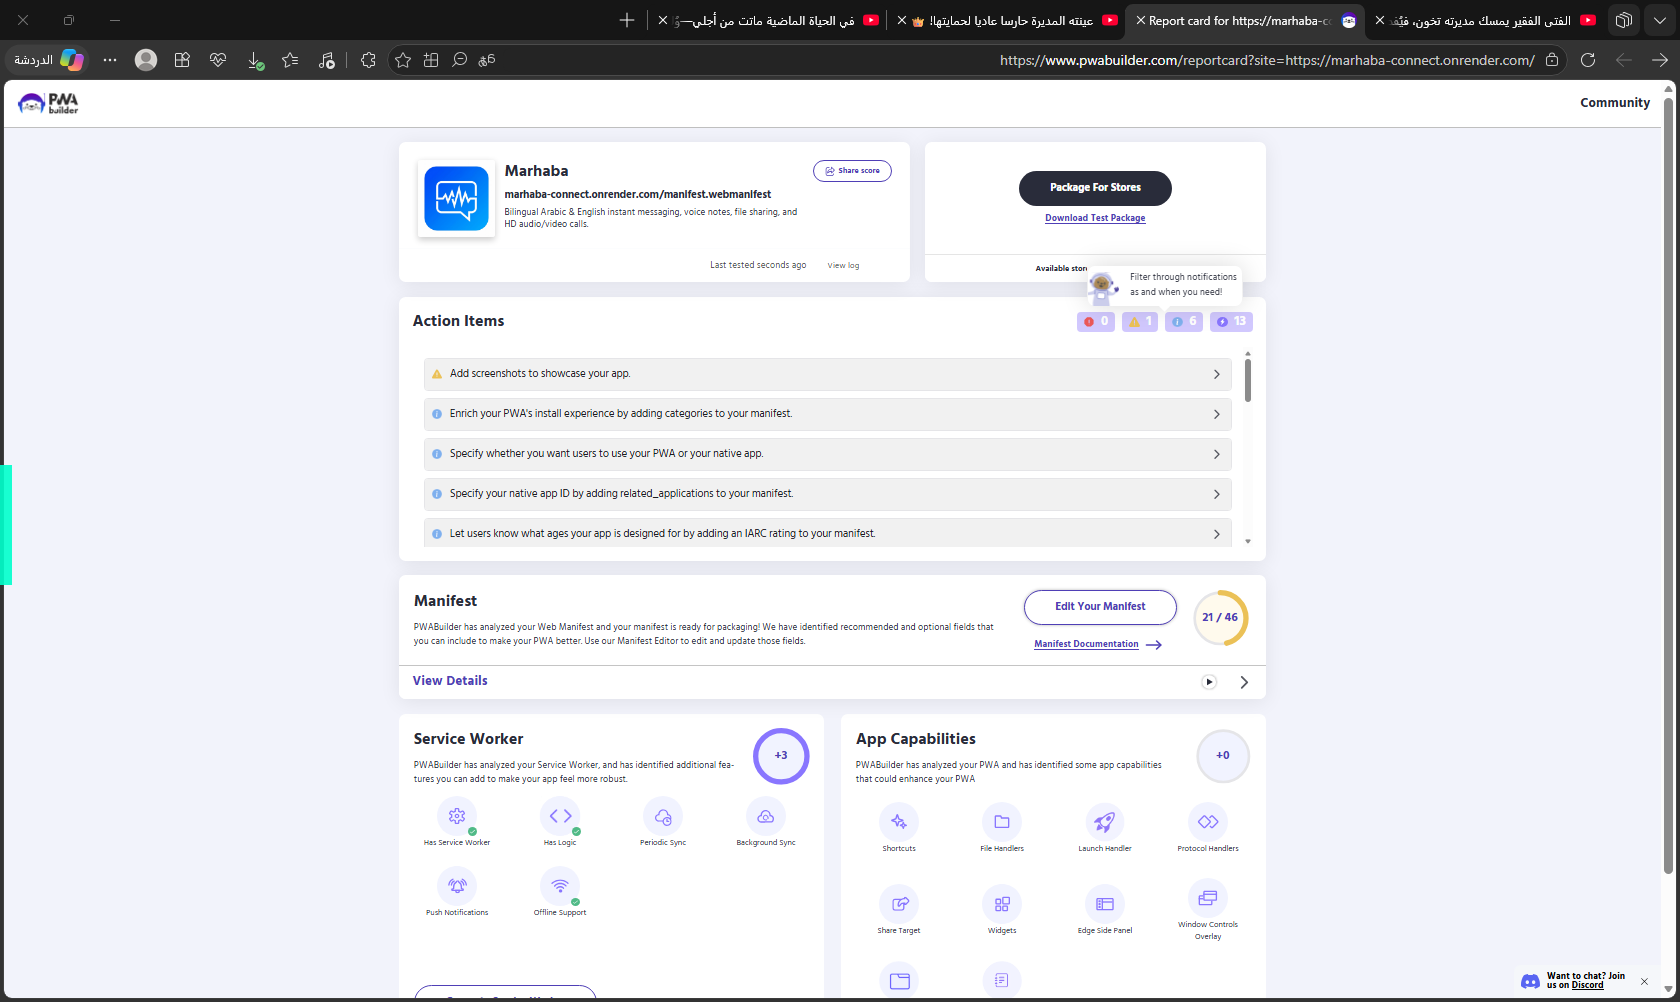 في الحياة الماضية ماتت من أجلي
عينته المديرة حارسا عاديا لحمايتها!
Report card for https://marhaba-c
الفتى الفقير يمسك مديرته تخون، فيُفد
الدردشة
https://www.pwabuilder.com/reportcard?site=https://marhaba-connect.onrender.com/
PWA builder
Community
Marhaba
Share score
marhaba-connect.onrender.com/manifest.webmanifest
Bilingual Arabic & English instant messaging, voice notes, file sharing, and
HD audio/video calls.
Last tested seconds ago
View log
Package For Stores
Download Test Package
Available stor
Filter through notifications
as and when you need!
Action Items
0
1
6
13
Add screenshots to showcase your app.
Enrich your PWA's install experience by adding categories to your manifest.
Specify whether you want users to use your PWA or your native app.
Specify your native app ID by adding related_applications to your manifest.
Let users know what ages your app is designed for by adding an IARC rating to your manifest.
Manifest
PWABuilder has analyzed your Web Manifest and your manifest is ready for packaging! We have identified recommended and optional fields that
you can include to make your PWA better. Use our Manifest Editor to edit and update those fields.
Edit Your Manifest
Manifest Documentation
21 / 46
View Details
Service Worker
PWABuilder has analyzed your Service Worker, and has identified additional fea-
tures you can add to make your app feel more robust.
+3
Has Service Worker
Has Logic
Periodic Sync
Background Sync
Push Notifications
Offline Support
App Capabilities
PWABuilder has analyzed your PWA and has identified some app capabilities
that could enhance your PWA
+0
Shortcuts
File Handlers
Launch Handler
Protocol Handlers
Share Target
Widgets
Edge Side Panel
Window Controls
Overlay
Want to chat? Join
us on Discord